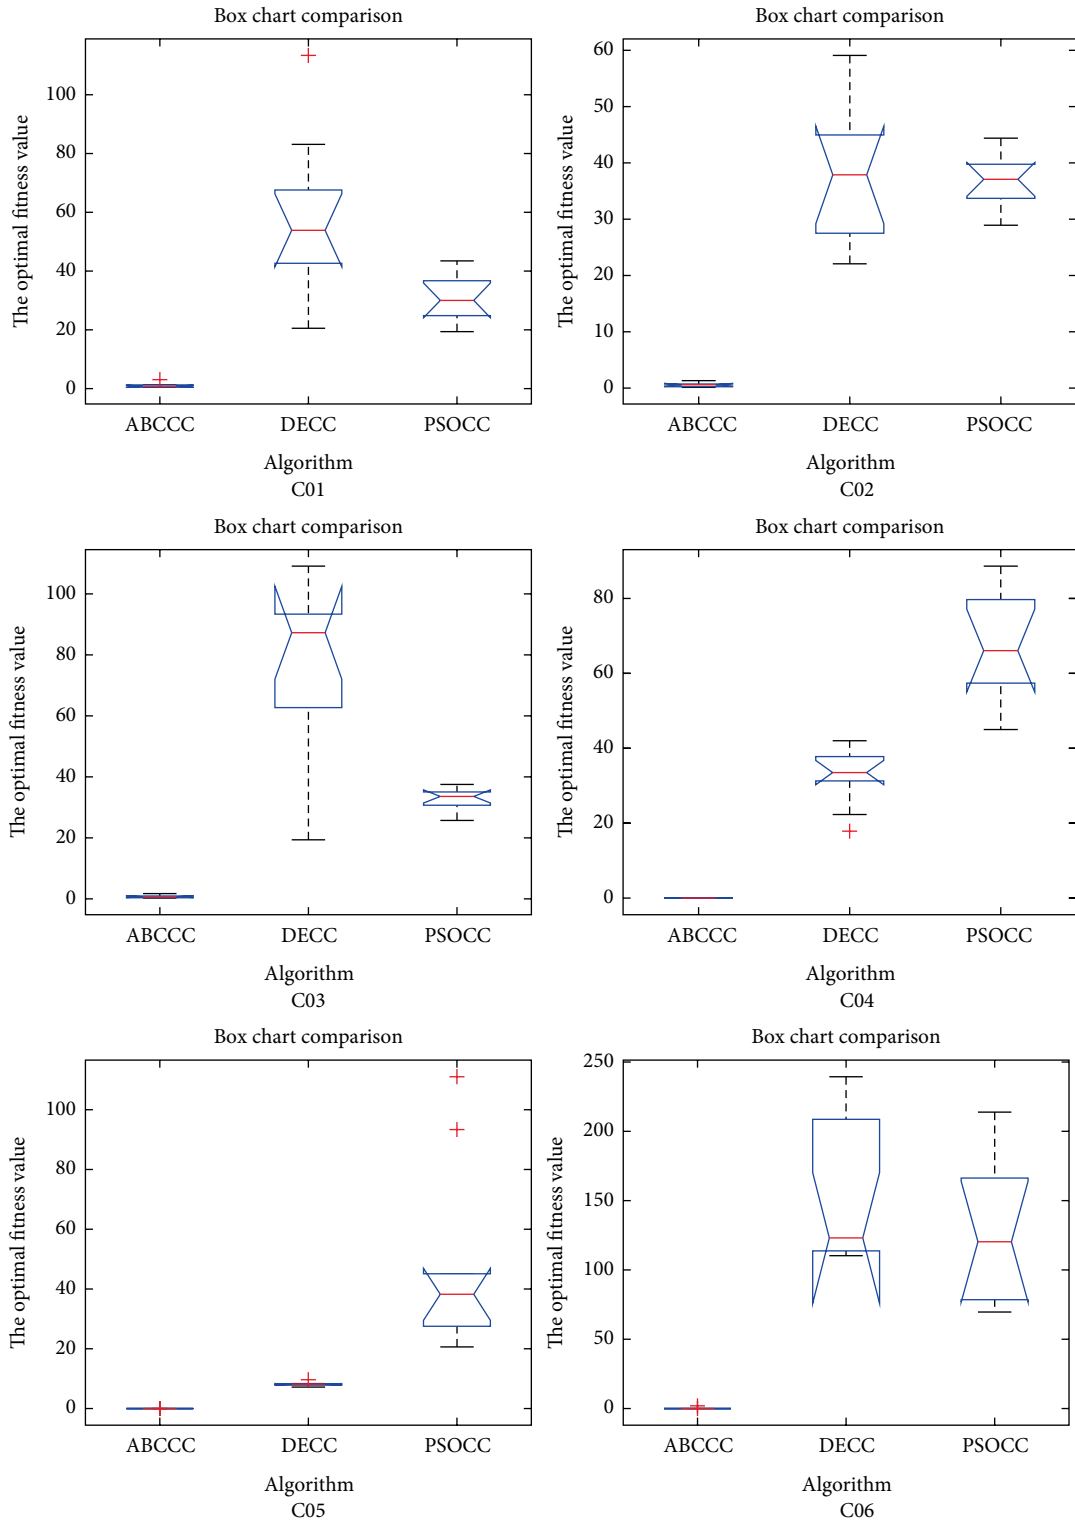 Box chart comparison
The optimal fitness value
100
80
60
40
20
0
ABCCC DECC PSOCC
Algorithm
C01
Box chart comparison
The optimal fitness value
60
50
40
30
20
10
0
ABCCC DECC PSOCC
Algorithm
C02
Box chart comparison
The optimal fitness value
100
80
60
40
20
0
ABCCC DECC PSOCC
Algorithm
C03
Box chart comparison
The optimal fitness value
80
60
40
20
0
ABCCC DECC PSOCC
Algorithm
C04
Box chart comparison
The optimal fitness value
100
80
60
40
20
0
ABCCC DECC PSOCC
Algorithm
C05
Box chart comparison
The optimal fitness value
250
200
150
100
50
0
ABCCC DECC PSOCC
Algorithm
C06